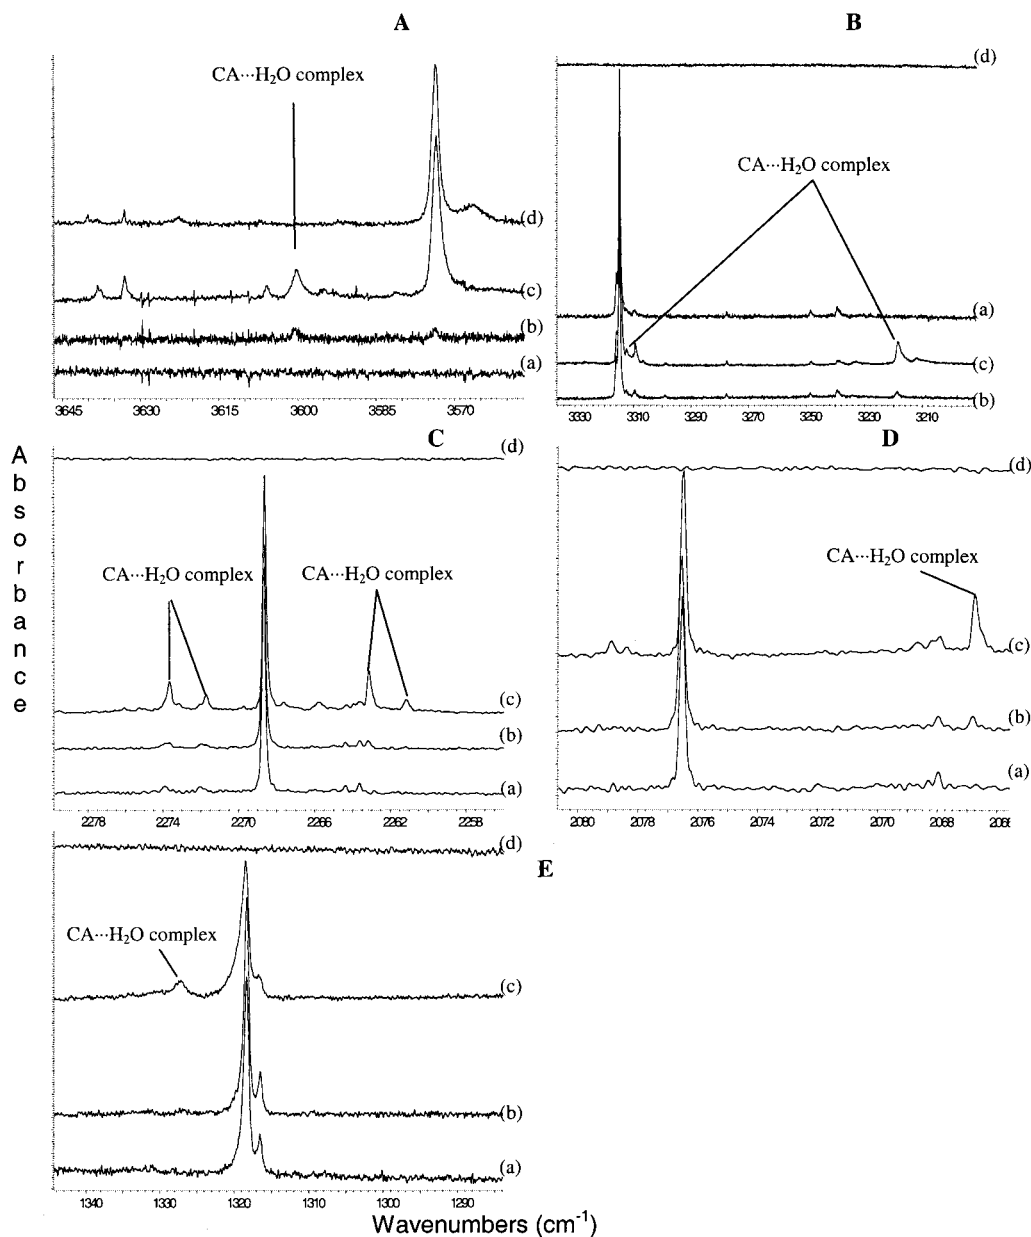 A
CA···H₂O complex
(d)
(c)
(b)
(a)
3645 3630 3615 3600 3585 3570
B
(d)
CA···H₂O complex
(a)
(c)
(b)
3330 3310 3290 3270 3250 3230 3210
Absorbance
C
(d)
CA···H₂O complex CA···H₂O complex
(c)
(b)
(a)
2278 2274 2270 2266 2262 2258
D
(d)
CA···H₂O complex
(c)
(b)
(a)
2080 2078 2076 2074 2072 2070 2068
E
(d)
CA···H₂O complex
(c)
(b)
(a)
1340 1330 1320 1310 1300 1290
Wavenumbers (cm⁻¹)